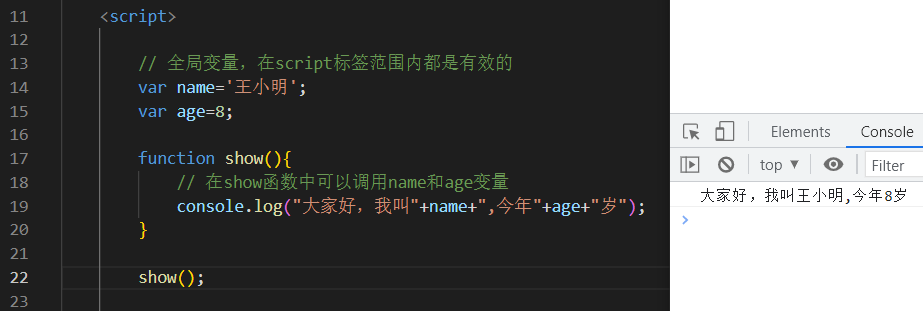 11 <script>
12
13 // 全局变量，在script标签范围内都是有效的
14 var name='王小明';
15 var age=8;
16
17 function show(){
18 // 在show函数中可以调用name和age变量
19 console.log("大家好，我叫"+name+",今年"+age+"岁");
20 }
21
22 show();
23
Elements Console
top ▼ Filter
大家好，我叫王小明,今年8岁
>